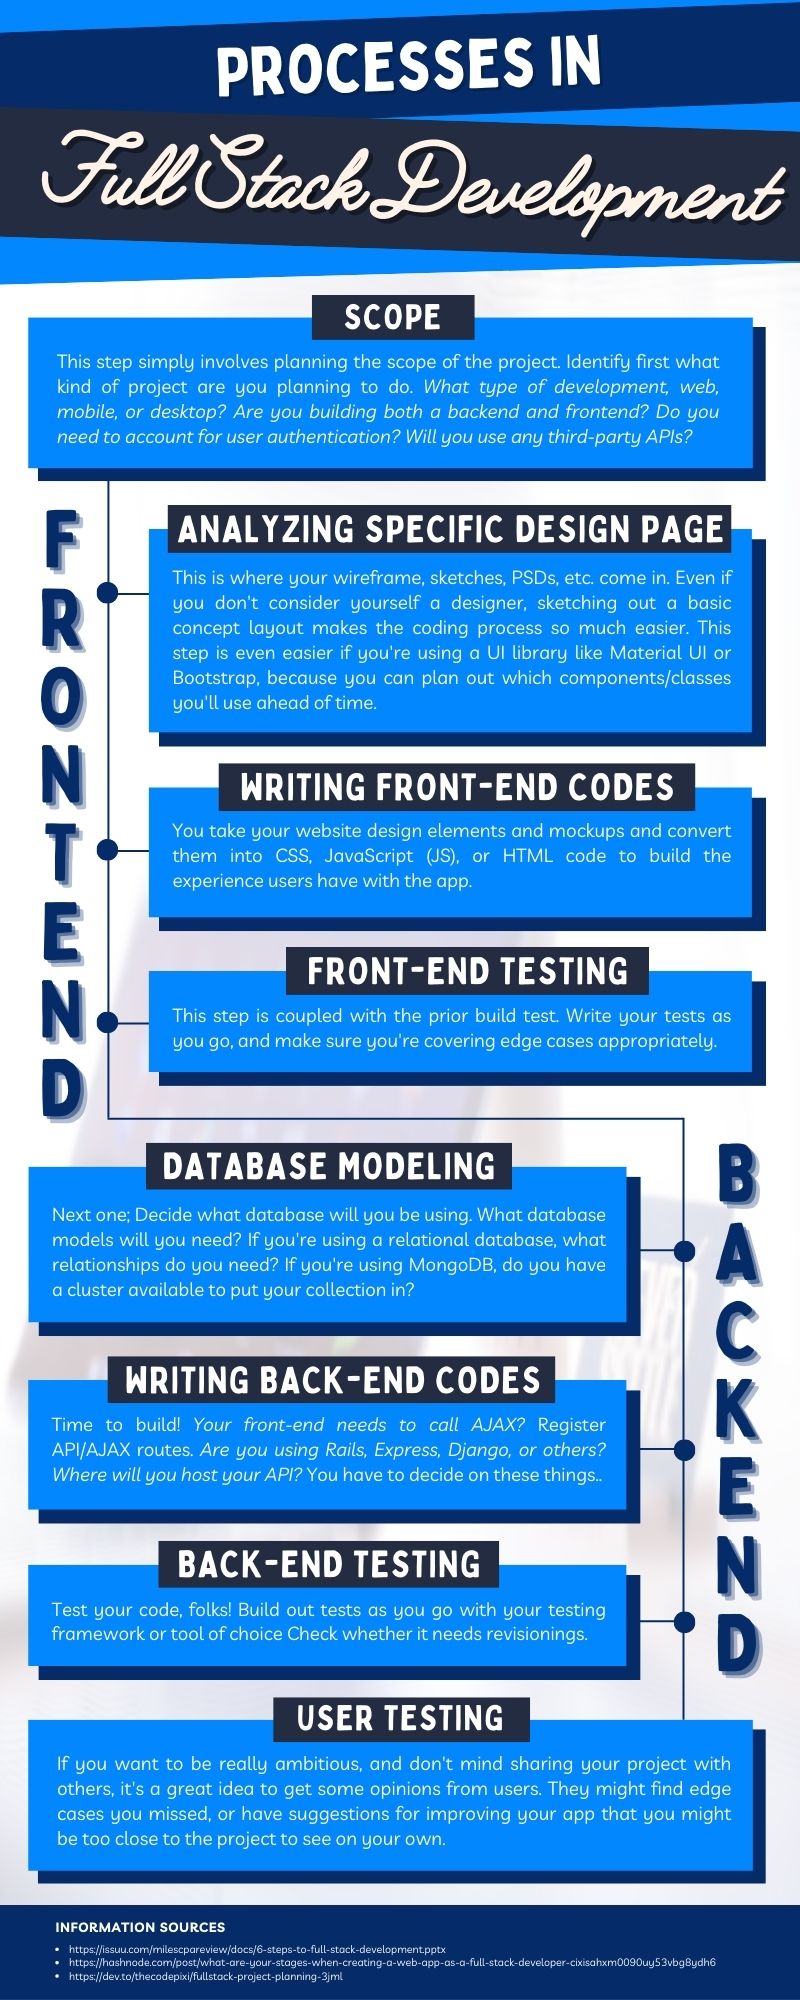 PROCESSES IN
Full Stack Development
SCOPE
This step simply involves planning the scope of the project. Identify first what
kind of project are you planning to do. What type of development, web,
mobile, or desktop? Are you building both a backend and frontend? Do you
need to account for user authentication? Will you use any third-party APIs?
FRONTEND
ANALYZING SPECIFIC DESIGN PAGE
This is where your wireframe, sketches, PSDs, etc. come in. Even if
you don't consider yourself a designer, sketching out a basic
concept layout makes the coding process so much easier. This
step is even easier if you're using a UI library like Material UI or
Bootstrap, because you can plan out which components/classes
you'll use ahead of time.
WRITING FRONT-END CODES
You take your website design elements and mockups and convert
them into CSS, JavaScript (JS), or HTML code to build the
experience users have with the app.
FRONT-END TESTING
This step is coupled with the prior build test. Write your tests as
you go, and make sure you're covering edge cases appropriately.
BACKEND
DATABASE MODELING
Next one; Decide what database will you be using. What database
models will you need? If you're using a relational database, what
relationships do you need? If you're using MongoDB, do you have
a cluster available to put your collection in?
WRITING BACK-END CODES
Time to build! Your front-end needs to call AJAX? Register
API/AJAX routes. Are you using Rails, Express, Django, or others?
Where will you host your API? You have to decide on these things..
BACK-END TESTING
Test your code, folks! Build out tests as you go with your testing
framework or tool of choice Check whether it needs revisionings.
USER TESTING
If you want to be really ambitious, and don't mind sharing your project with
others, it's a great idea to get some opinions from users. They might find edge
cases you missed, or have suggestions for improving your app that you might
be too close to the project to see on your own.
INFORMATION SOURCES
• https://issuu.com/milescpareview/docs/6-steps-to-full-stack-development.pptx
• https://hashnode.com/post/what-are-your-stages-when-creating-a-web-app-as-a-full-stack-developer-cixisahxm0090uy53vbg8ydh6
• https://dev.to/thecodepixi/fullstack-project-planning-3jml